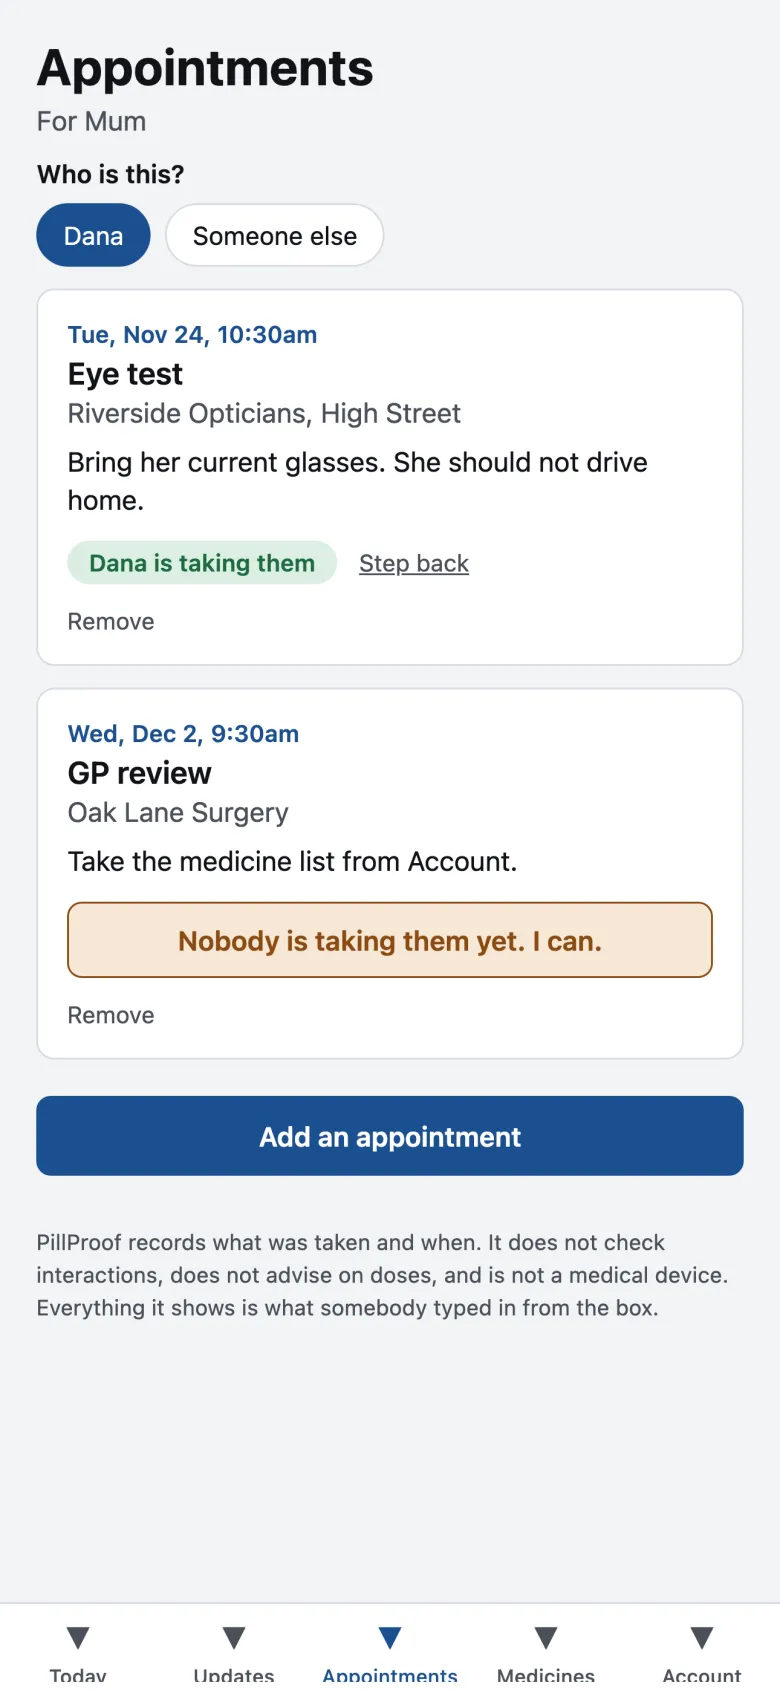 Appointments
For Mum
Who is this?
Dana
Someone else
Tue, Nov 24, 10:30am
Eye test
Riverside Opticians, High Street
Bring her current glasses. She should not drive
home.
Dana is taking them
Step back
Remove
Wed, Dec 2, 9:30am
GP review
Oak Lane Surgery
Take the medicine list from Account.
Nobody is taking them yet. I can.
Remove
Add an appointment
PillProof records what was taken and when. It does not check
interactions, does not advise on doses, and is not a medical device.
Everything it shows is what somebody typed in from the box.
Today
Updates
Appointments
Medicines
Account